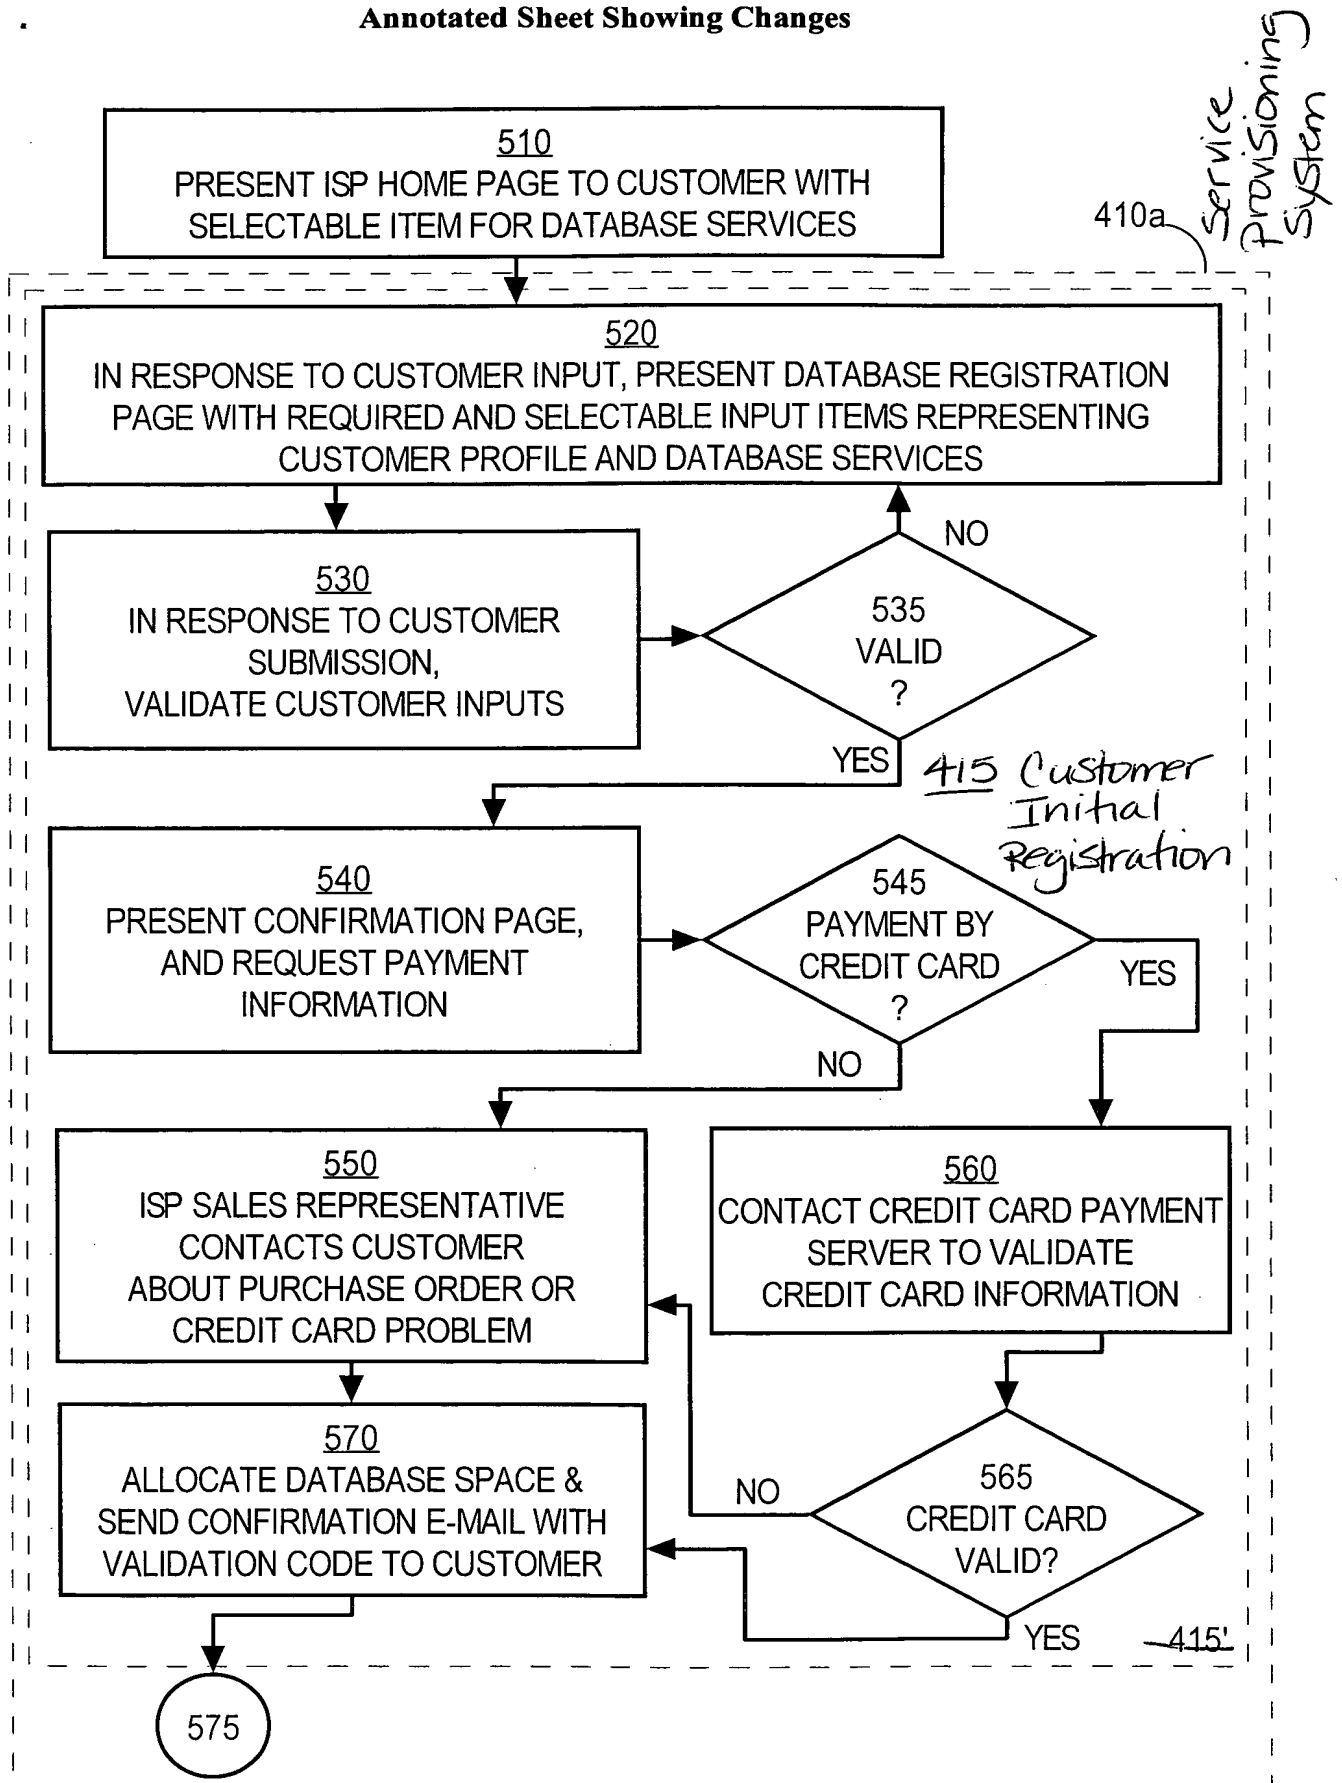 Annotated Sheet Showing Changes
Service
Provisioning
System
410a
510
PRESENT ISP HOME PAGE TO CUSTOMER WITH
SELECTABLE ITEM FOR DATABASE SERVICES
520
IN RESPONSE TO CUSTOMER INPUT, PRESENT DATABASE REGISTRATION
PAGE WITH REQUIRED AND SELECTABLE INPUT ITEMS REPRESENTING
CUSTOMER PROFILE AND DATABASE SERVICES
530
IN RESPONSE TO CUSTOMER
SUBMISSION,
VALIDATE CUSTOMER INPUTS
NO
535
VALID
?
YES
415 Customer
Initial
Registration
540
PRESENT CONFIRMATION PAGE,
AND REQUEST PAYMENT
INFORMATION
545
PAYMENT BY
CREDIT CARD
?
YES
NO
550
ISP SALES REPRESENTATIVE
CONTACTS CUSTOMER
ABOUT PURCHASE ORDER OR
CREDIT CARD PROBLEM
560
CONTACT CREDIT CARD PAYMENT
SERVER TO VALIDATE
CREDIT CARD INFORMATION
570
ALLOCATE DATABASE SPACE &
SEND CONFIRMATION E-MAIL WITH
VALIDATION CODE TO CUSTOMER
NO
565
CREDIT CARD
VALID?
YES
415'
575